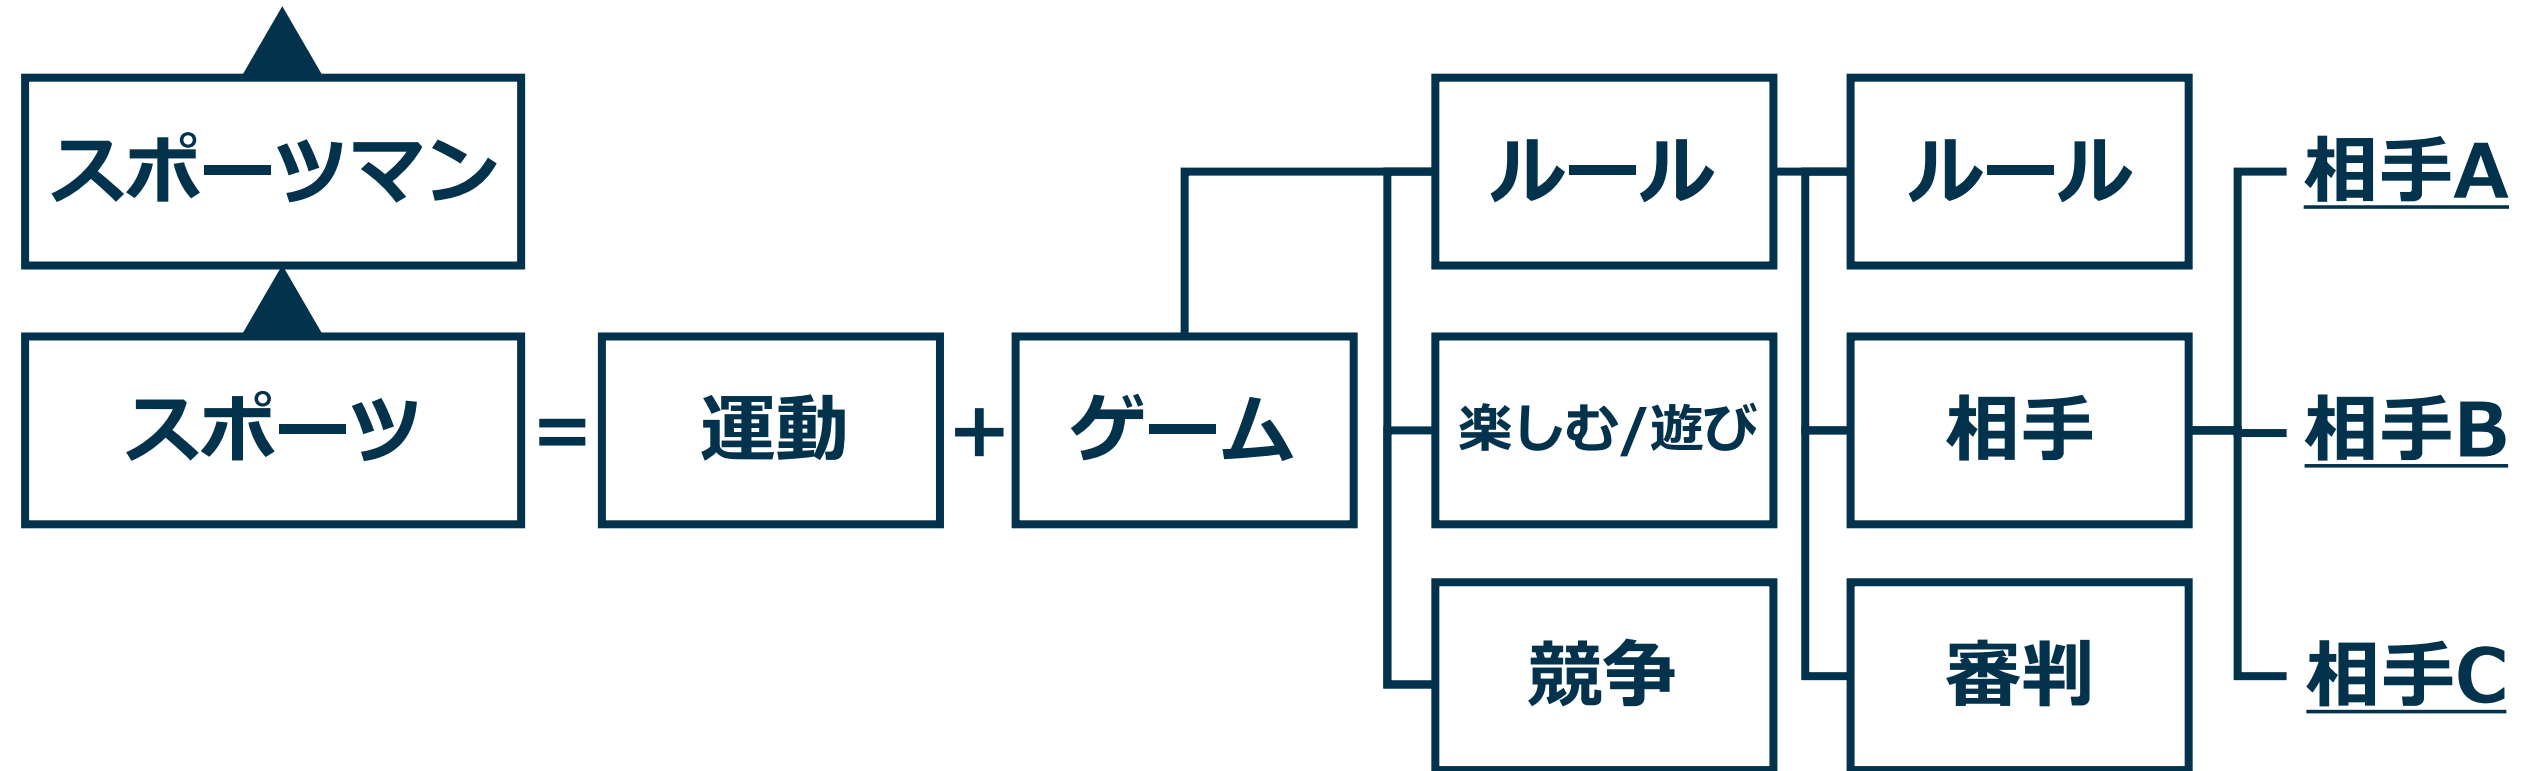 スポーツマン
ルール
ルール
相手A
スポーツ
=
運動
+
ゲーム
楽しむ/遊び
相手
相手B
競争
審判
相手C